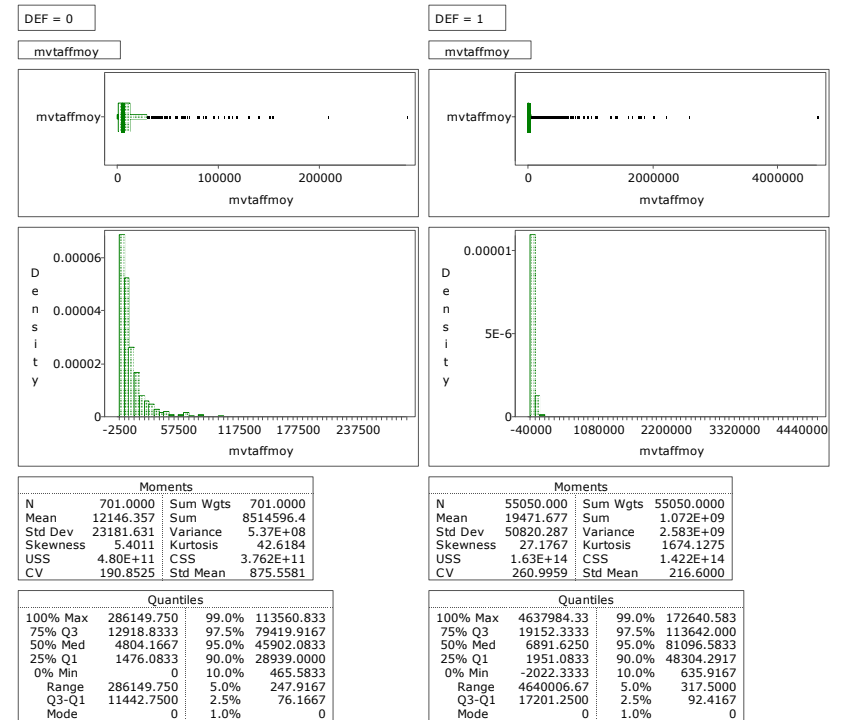 DEF = 0
mvtaffmoy
mvtaffmoy
0 100000 200000
mvtaffmoy
Density
0.00006
0.00004
0.00002
0
-2500 57500 117500 177500 237500
mvtaffmoy
Moments
N 701.0000 Sum Wgts 701.0000
Mean 12146.357 Sum 8514596.4
Std Dev 23181.631 Variance 5.37E+08
Skewness 5.4011 Kurtosis 42.6184
USS 4.80E+11 CSS 3.762E+11
CV 190.8525 Std Mean 875.5581
Quantiles
100% Max 286149.750 99.0% 113560.833
75% Q3 12918.8333 97.5% 79419.9167
50% Med 4804.1667 95.0% 45902.0833
25% Q1 1476.0833 90.0% 28939.0000
0% Min 0 10.0% 465.5833
Range 286149.750 5.0% 247.9167
Q3-Q1 11442.7500 2.5% 76.1667
Mode 0 1.0% 0
DEF = 1
mvtaffmoy
mvtaffmoy
0 2000000 4000000
mvtaffmoy
Density
0.00001
5E-6
0
-40000 1080000 2200000 3320000 4440000
mvtaffmoy
Moments
N 55050.000 Sum Wgts 55050.0000
Mean 19471.677 Sum 1.072E+09
Std Dev 50820.287 Variance 2.583E+09
Skewness 27.1767 Kurtosis 1674.1275
USS 1.63E+14 CSS 1.422E+14
CV 260.9959 Std Mean 216.6000
Quantiles
100% Max 4637984.33 99.0% 172640.583
75% Q3 19152.3333 97.5% 113642.000
50% Med 6891.6250 95.0% 81096.5833
25% Q1 1951.0833 90.0% 48304.2917
0% Min -2022.3333 10.0% 635.9167
Range 4640006.67 5.0% 317.5000
Q3-Q1 17201.2500 2.5% 92.4167
Mode 0 1.0% 0